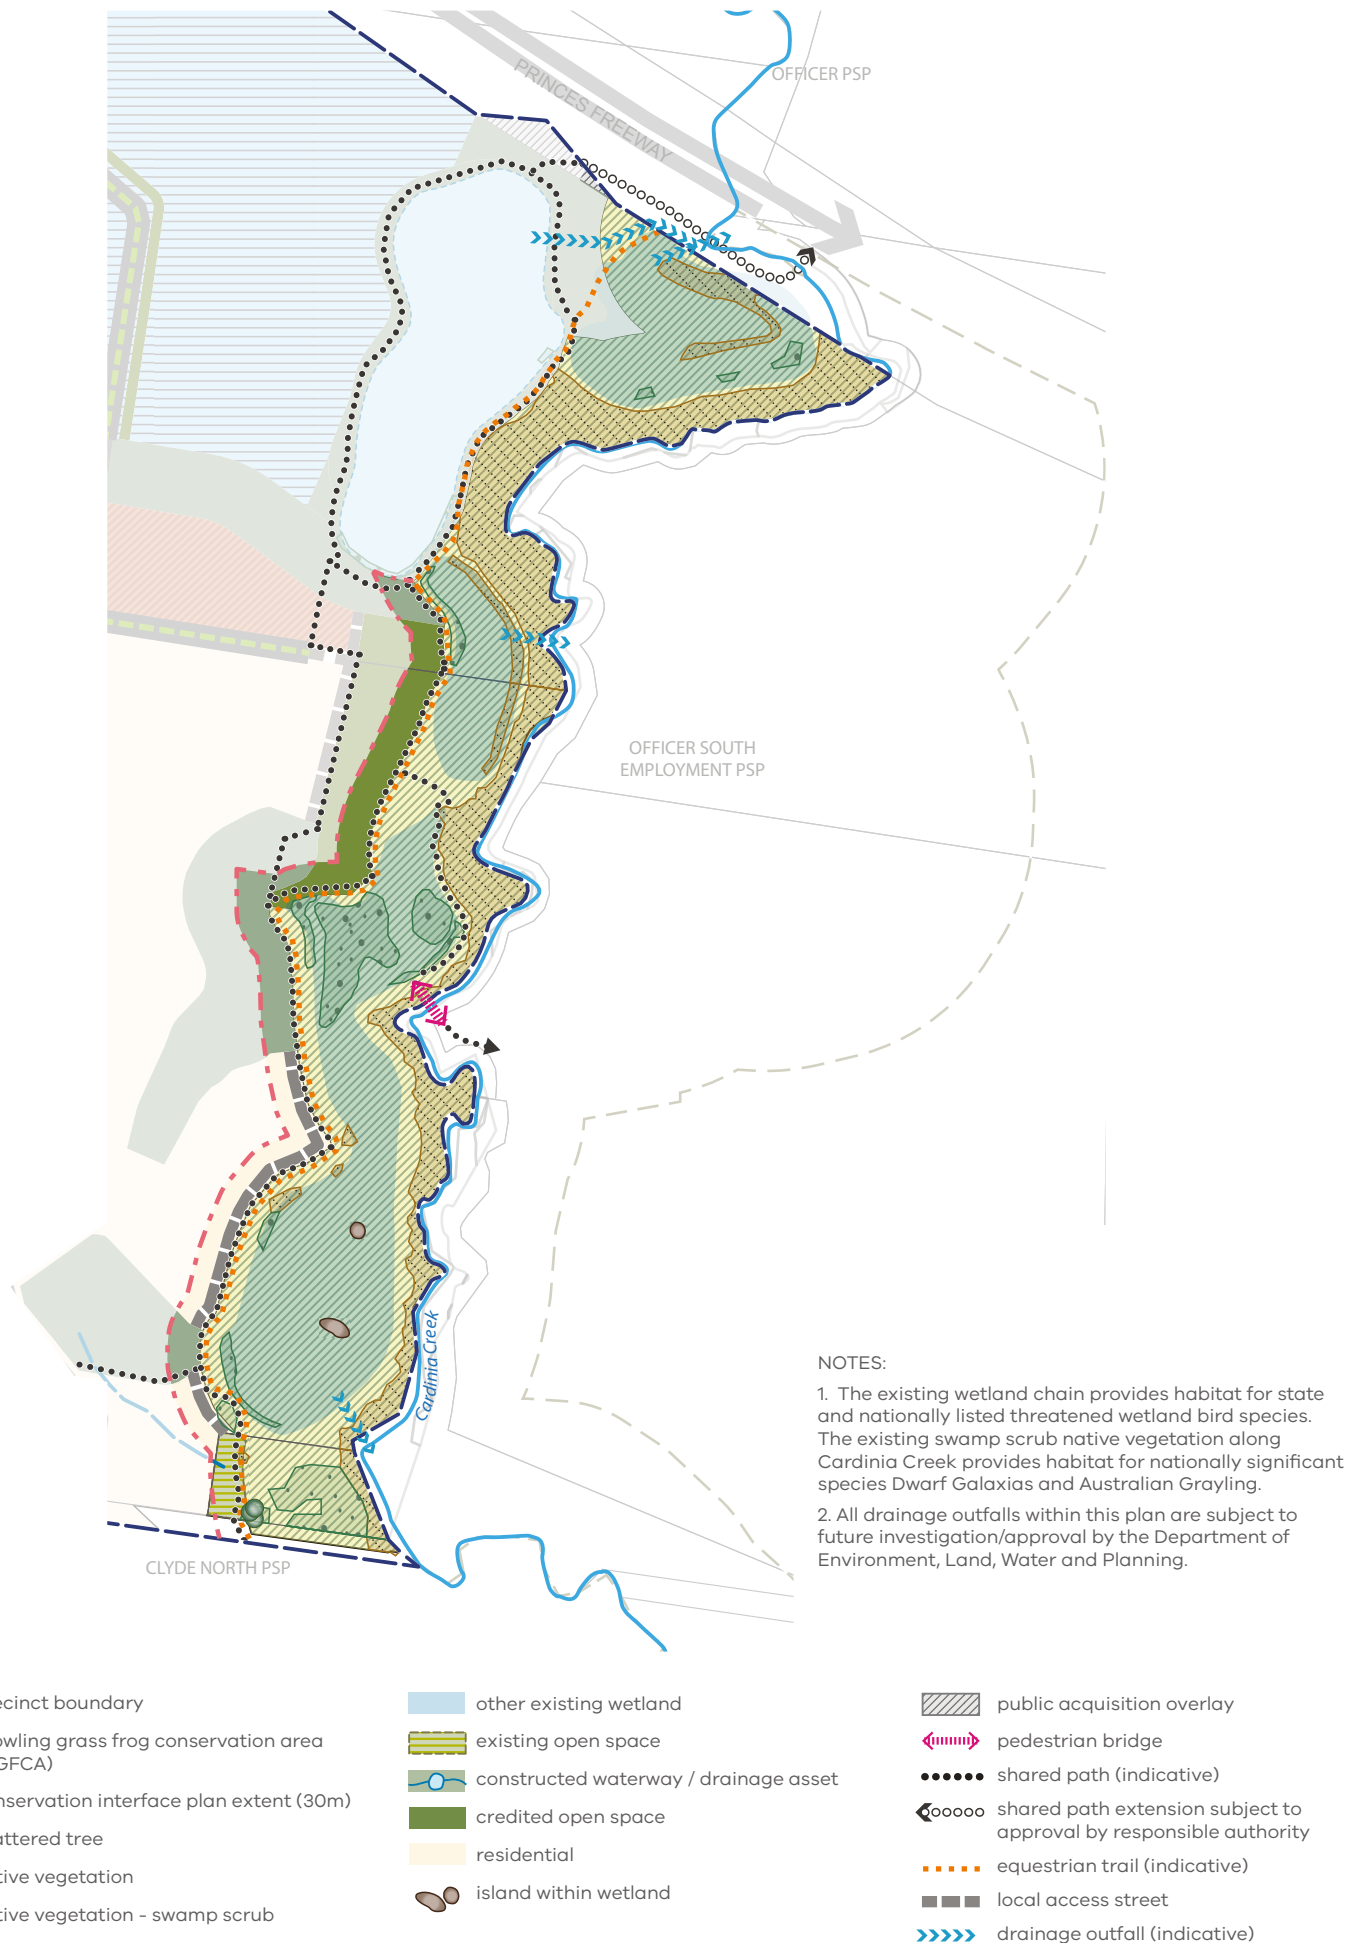 OFFICER PSP
PRINCES FREEWAY
OFFICER SOUTH
EMPLOYMENT PSP
Cardinia Creek
CLYDE NORTH PSP
NOTES:
1. The existing wetland chain provides habitat for state
and nationally listed threatened wetland bird species.
The existing swamp scrub native vegetation along
Cardinia Creek provides habitat for nationally significant
species Dwarf Galaxias and Australian Grayling.
2. All drainage outfalls within this plan are subject to
future investigation/approval by the Department of
Environment, Land, Water and Planning.
ecinct boundary
owling grass frog conservation area
GFCA)
nservation interface plan extent (30m)
attered tree
tive vegetation
tive vegetation - swamp scrub
other existing wetland
existing open space
constructed waterway / drainage asset
credited open space
residential
island within wetland
public acquisition overlay
pedestrian bridge
shared path (indicative)
shared path extension subject to
approval by responsible authority
equestrian trail (indicative)
local access street
drainage outfall (indicative)